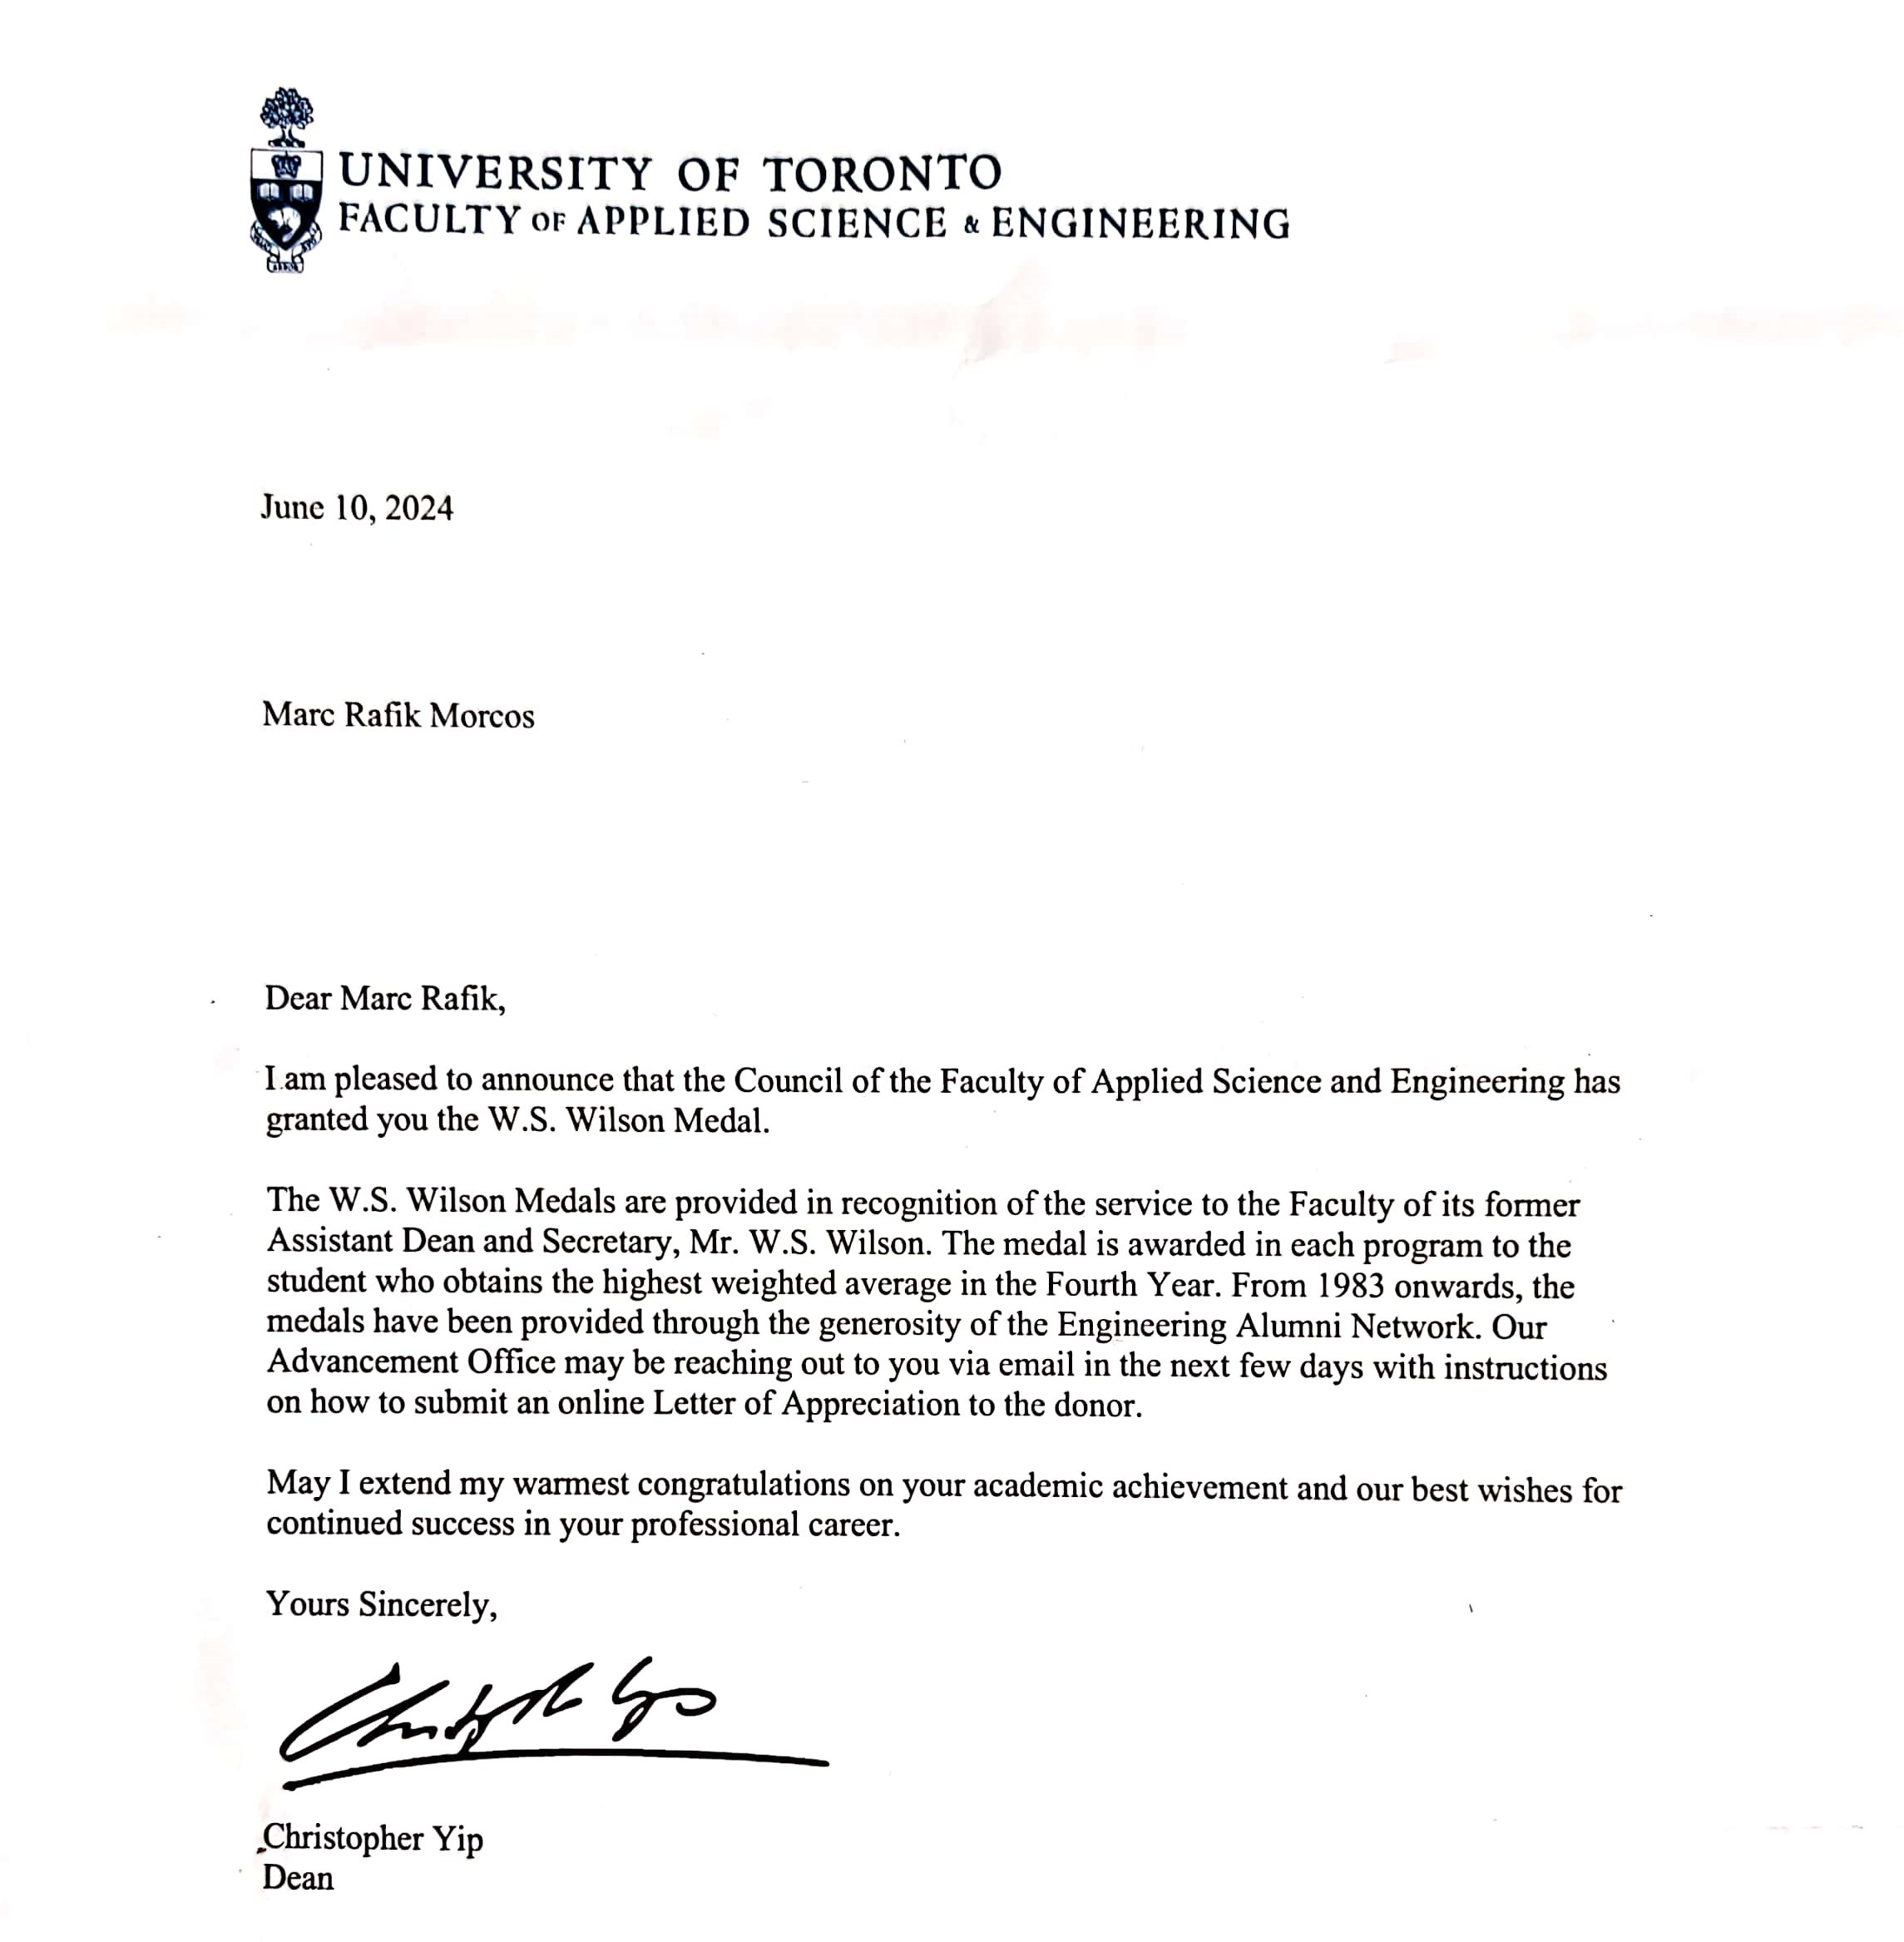 UNIVERSITY OF TORONTO
FACULTY OF APPLIED SCIENCE & ENGINEERING
June 10, 2024
Marc Rafik Morcos
Dear Marc Rafik,
I am pleased to announce that the Council of the Faculty of Applied Science and Engineering has
granted you the W.S. Wilson Medal.
The W.S. Wilson Medals are provided in recognition of the service to the Faculty of its former
Assistant Dean and Secretary, Mr. W.S. Wilson. The medal is awarded in each program to the
student who obtains the highest weighted average in the Fourth Year. From 1983 onwards, the
medals have been provided through the generosity of the Engineering Alumni Network. Our
Advancement Office may be reaching out to you via email in the next few days with instructions
on how to submit an online Letter of Appreciation to the donor.
May I extend my warmest congratulations on your academic achievement and our best wishes for
continued success in your professional career.
Yours Sincerely,
Christopher Yip
Dean